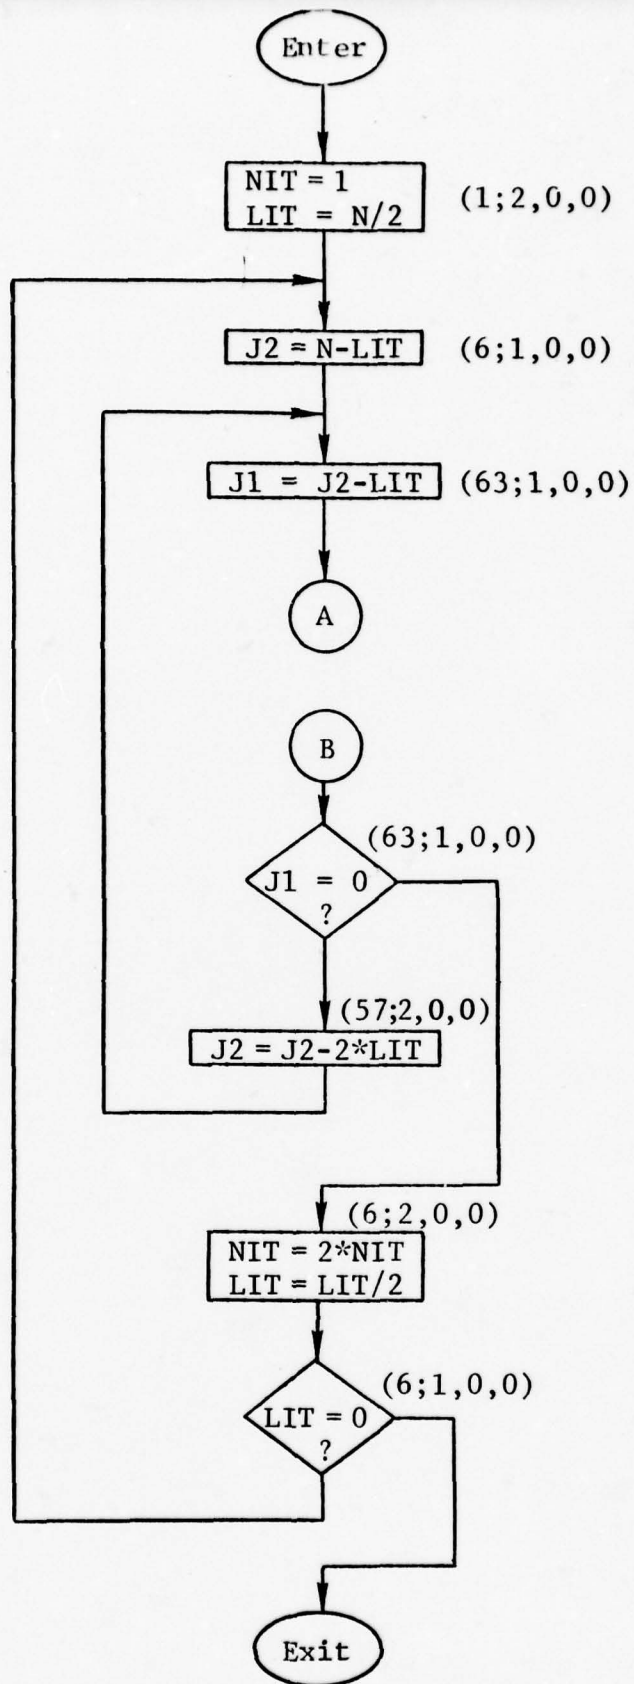 Enter
NIT = 1
LIT = N/2
(1;2,0,0)
J2 = N-LIT
(6;1,0,0)
J1 = J2-LIT
(63;1,0,0)
A
B
(63;1,0,0)
J1 = 0
?
(57;2,0,0)
J2 = J2-2*LIT
(6;2,0,0)
NIT = 2*NIT
LIT = LIT/2
(6;1,0,0)
LIT = 0
?
Exit